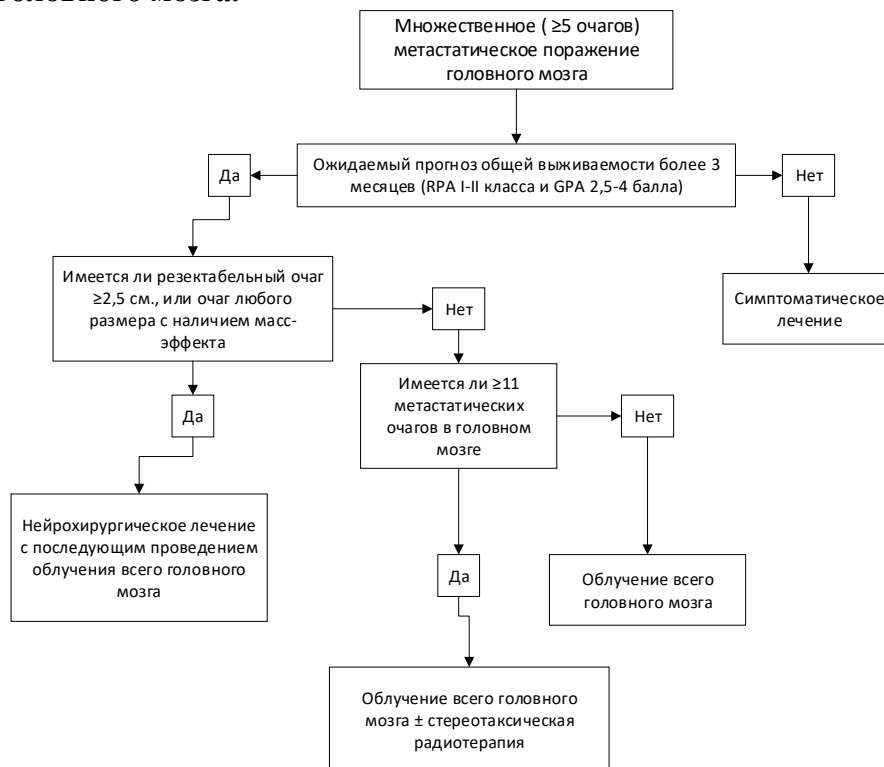 головного мозга.
Множественное ( ≥5 очагов)
метастатическое поражение
головного мозга
Ожидаемый прогноз общей выживаемости более 3
месяцев (RPA I-II класса и GPA 2,5-4 балла)
Да
Нет
Имеется ли резектабельный очаг
≥2,5 см., или очаг любого
размера с наличием масс-
эффекта
Нет
Симптоматическое
лечение
Да
Имеется ли ≥11
метастатических
очагов в головном
мозге
Нет
Нейрохирургическое лечение
с последующим проведением
облучения всего головного
мозга
Да
Облучение всего
головного мозга
Облучение всего головного
мозга ± стереотаксическая
радиотерапия